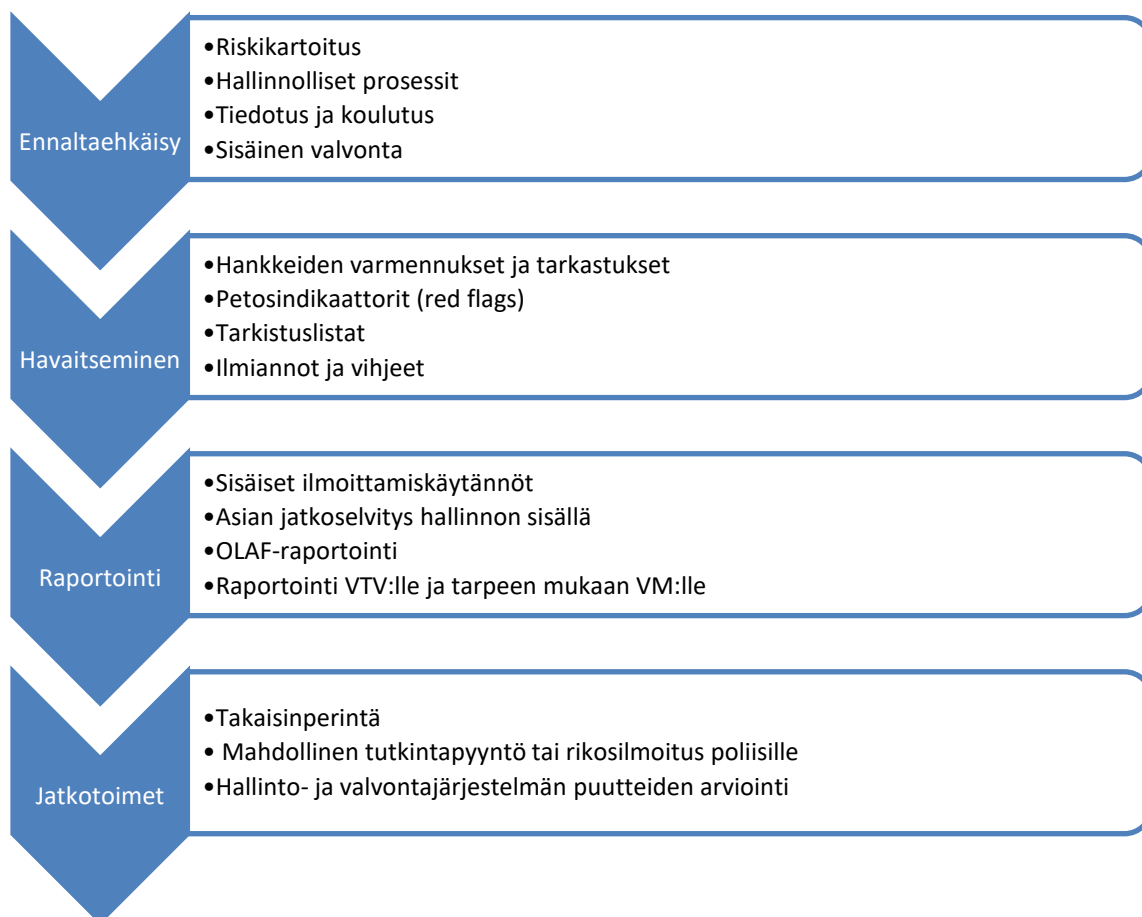 Ennaltaehkäisy
•Riskikartoitus
•Hallinnolliset prosessit
•Tiedotus ja koulutus
•Sisäinen valvonta
Havaitseminen
•Hankkeiden varmennukset ja tarkastukset
•Petosindikaattorit (red flags)
•Tarkistuslistat
•Ilmiannot ja vihjeet
Raportointi
•Sisäiset ilmoittamiskäytännöt
•Asian jatkoselvitys hallinnon sisällä
•OLAF-raportointi
•Raportointi VTV:lle ja tarpeen mukaan VM:lle
Jatkotoimet
•Takaisinperintä
• Mahdollinen tutkintapyyntö tai rikosilmoitus poliisille
•Hallinto- ja valvontajärjestelmän puutteiden arviointi